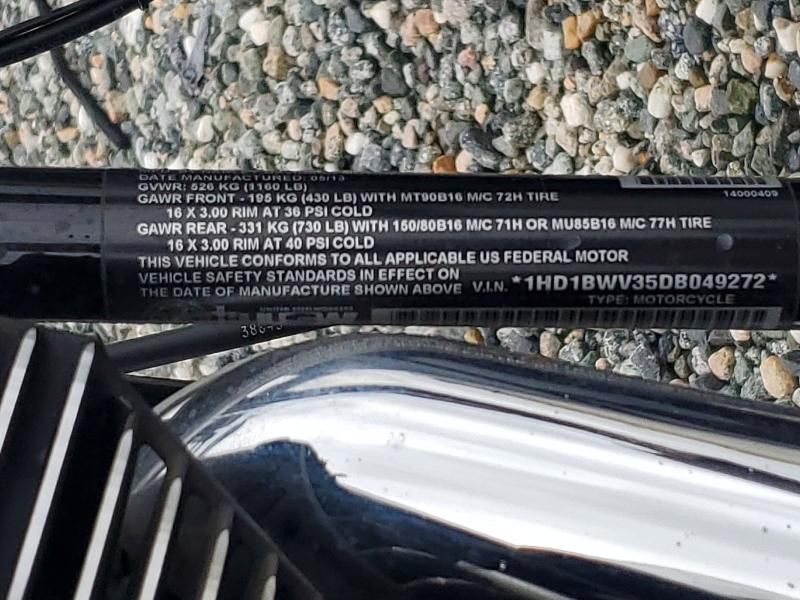 DATE MANUFACTURED: 05/13
GVWR: 526 KG (1160 LB)
GAWR FRONT - 195 KG (430 LB) WITH MT90B16 M/C 72H TIRE
16 X 3.00 RIM AT 36 PSI COLD
GAWR REAR - 331 KG (730 LB) WITH 150/80B16 M/C 71H OR MU85B16 M/C 77H TIRE
16 X 3.00 RIM AT 40 PSI COLD
THIS VEHICLE CONFORMS TO ALL APPLICABLE US FEDERAL MOTOR
VEHICLE SAFETY STANDARDS IN EFFECT ON
THE DATE OF MANUFACTURE SHOWN ABOVE V.I.N. *1HD1BWV35DB049272*
TYPE: MOTORCYCLE
14000409
UNITED STEELWORKERS